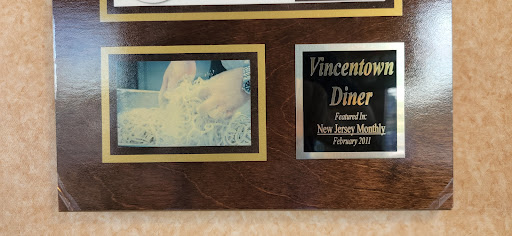 Vincentown
Diner
Featured In:
New Jersey Monthly
February 2011